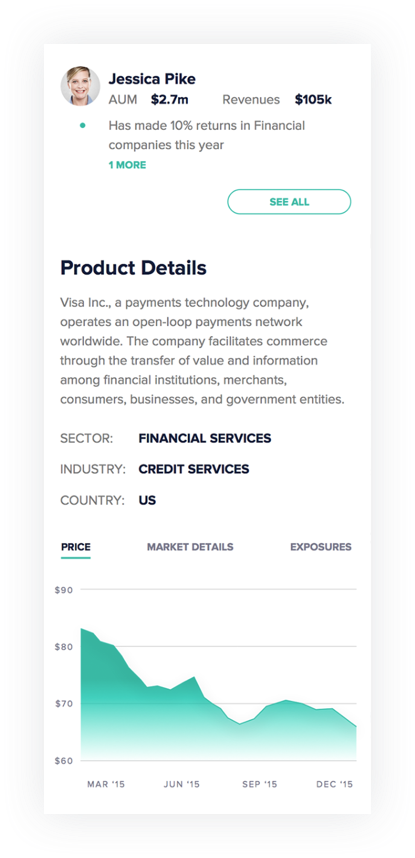 Jessica Pike
AUM $2.7m Revenues $105k
Has made 10% returns in Financial
companies this year
1 MORE
SEE ALL
Product Details
Visa Inc., a payments technology company,
operates an open-loop payments network
worldwide. The company facilitates commerce
through the transfer of value and information
among financial institutions, merchants,
consumers, businesses, and government entities.
SECTOR: FINANCIAL SERVICES
INDUSTRY: CREDIT SERVICES
COUNTRY: US
PRICE MARKET DETAILS EXPOSURES
$90
$80
$70
$60
MAR '15 JUN '15 SEP '15 DEC '15